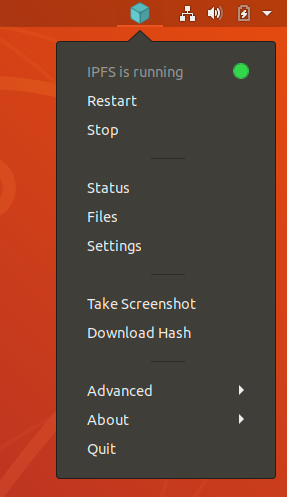 IPFS is running
Restart
Stop
Status
Files
Settings
Take Screenshot
Download Hash
Advanced
About
Quit